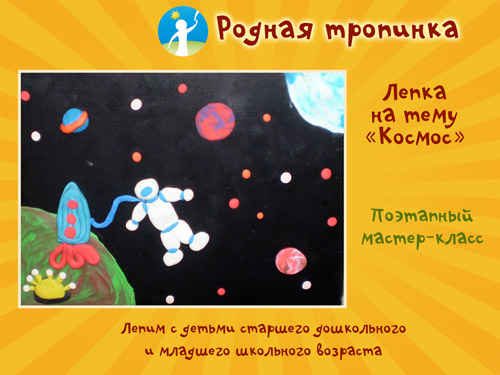 Родная тропинка
Лепка
на тему
«Космос»
Поэтапный
мастер-класс
Лепим с детьми старшего дошкольного
и младшего школьного возраста